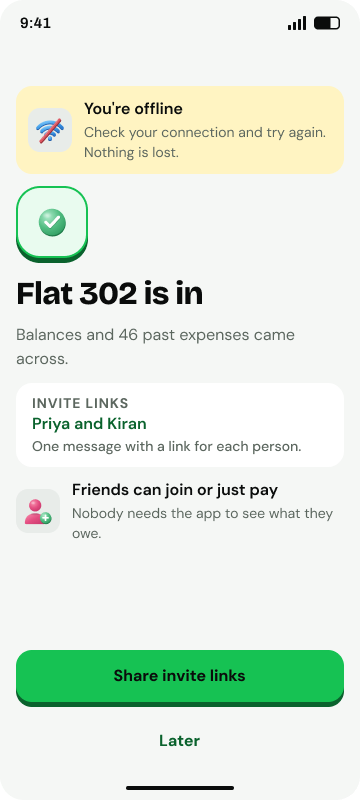 9:41
You're offline
Check your connection and try again.
Nothing is lost.
Flat 302 is in
Balances and 46 past expenses came
across.
INVITE LINKS
Priya and Kiran
One message with a link for each person.
Friends can join or just pay
Nobody needs the app to see what they
owe.
Share invite links
Later